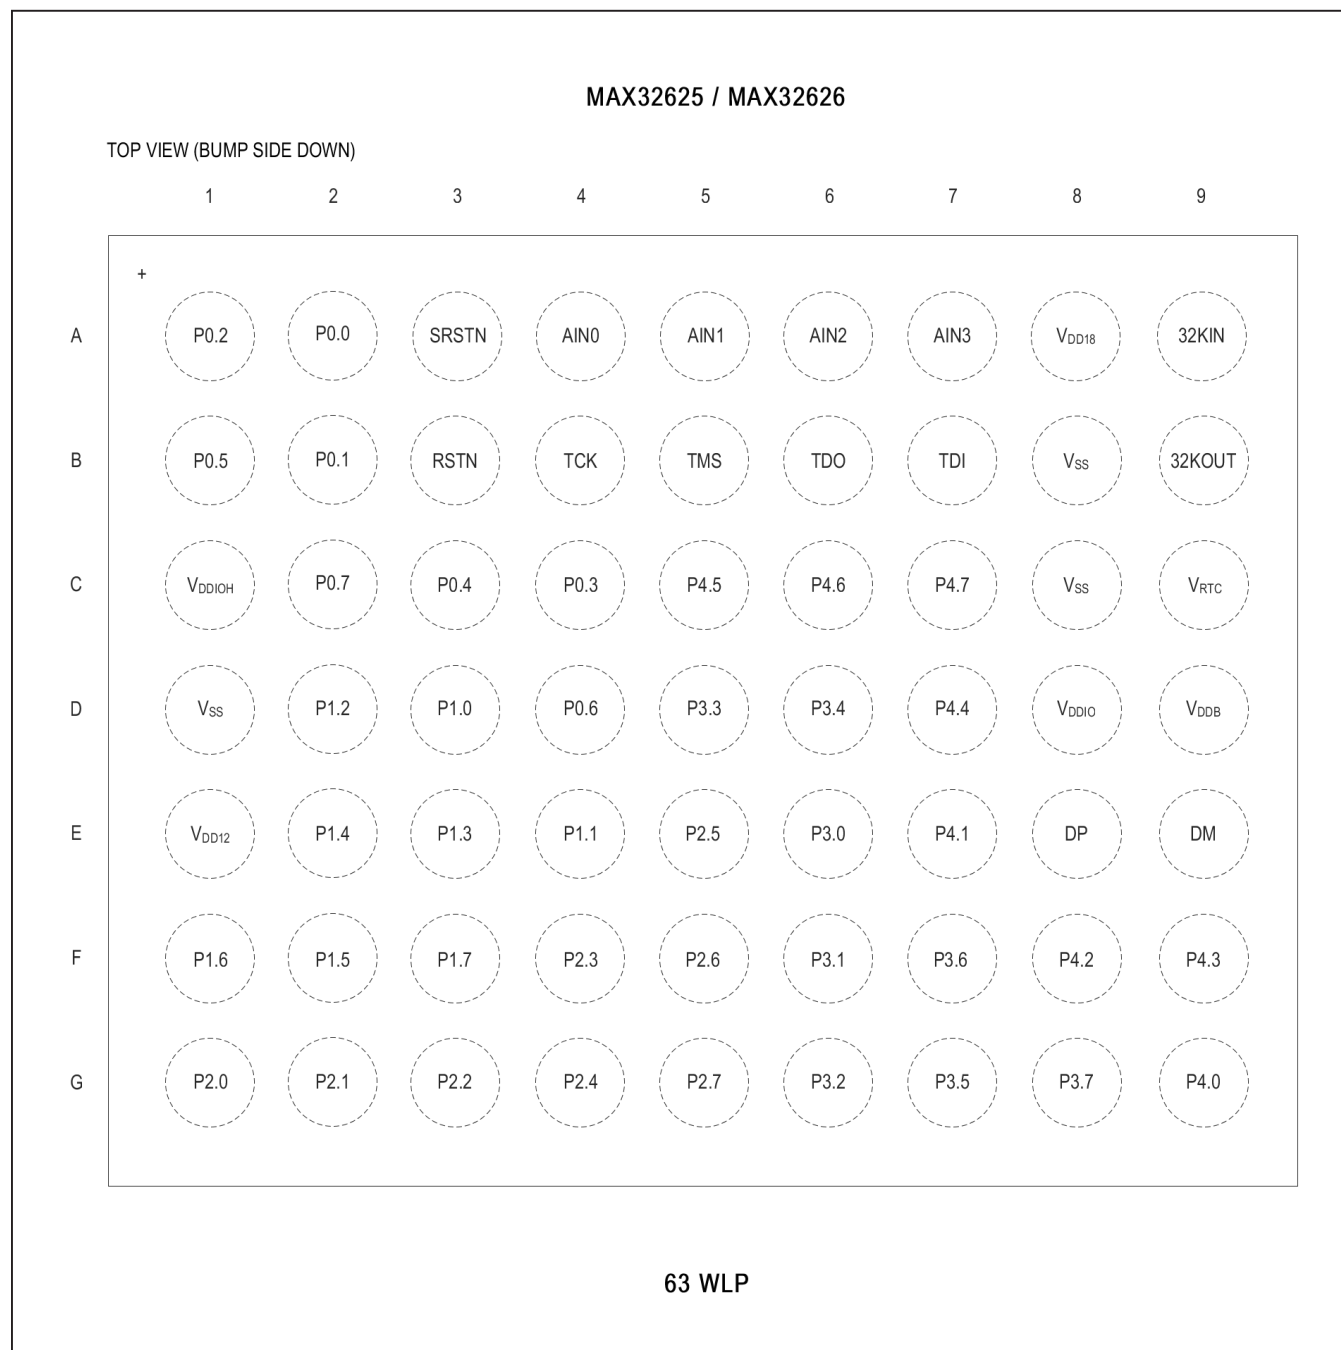 MAX32625 / MAX32626
TOP VIEW (BUMP SIDE DOWN)
1 2 3 4 5 6 7 8 9
+
A P0.2 P0.0 SRSTN AIN0 AIN1 AIN2 AIN3 VDD18 32KIN
B P0.5 P0.1 RSTN TCK TMS TDO TDI VSS 32KOUT
C VDDIOH P0.7 P0.4 P0.3 P4.5 P4.6 P4.7 VSS VRTC
D VSS P1.2 P1.0 P0.6 P3.3 P3.4 P4.4 VDDIO VDDB
E VDD12 P1.4 P1.3 P1.1 P2.5 P3.0 P4.1 DP DM
F P1.6 P1.5 P1.7 P2.3 P2.6 P3.1 P3.6 P4.2 P4.3
G P2.0 P2.1 P2.2 P2.4 P2.7 P3.2 P3.5 P3.7 P4.0
63 WLP